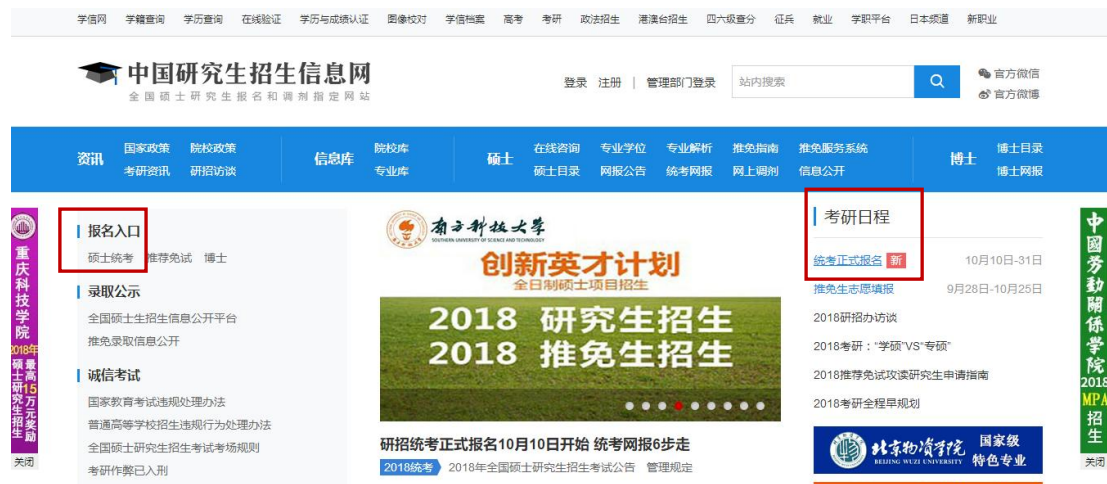 学信网 学籍查询 学历查询 在线验证 学历与成绩认证 图像校对 学信档案 高考 考研 政法招生 港澳台招生 四六级查分 征兵 就业 学职平台 日本频道 新职业
中国研究生招生信息网
全国硕士研究生报名和调剂指定网站
登录 注册 | 管理部门登录 站内搜索
官方微信
官方微博
资讯
国家政策 院校政策
考研资讯 研招访谈
信息库
院校库
专业库
硕士
在线咨询 专业学位 专业解析 推免指南 推免服务系统
硕士目录 网报公告 统考网报 网上调剂 信息公开
博士
博士目录
博士网报
重庆科技学院
2018年
硕士研究生招生
最高15万元奖励
关闭
报名入口
硕士统考 推荐免试 博士
录取公示
全国硕士生招生信息公开平台
推免录取信息公开
诚信考试
国家教育考试违规处理办法
普通高等学校招生违规行为处理办法
全国硕士研究生招生考试考场规则
考研作弊已入刑
南方科技大学
SOUTHERN UNIVERSITY OF SCIENCE AND TECHNOLOGY
创新英才计划
全日制硕士项目招生
2018 研究生招生
2018 推免生招生
研招统考正式报名10月10日开始 统考网报6步走
2018统考 2018年全国硕士研究生招生考试公告 管理规定
考研日程
统考正式报名 新 10月10日-31日
推免生志愿填报 9月28日-10月25日
2018研招办访谈
2018考研：“学硕”VS“专硕”
2018推荐免试攻读研究生申请指南
2018考研全程早规划
北京物资学院
BEIJING WUZI UNIVERSITY
国家级
特色专业
中國劳動關係学院
2018
MPA
招生
关闭